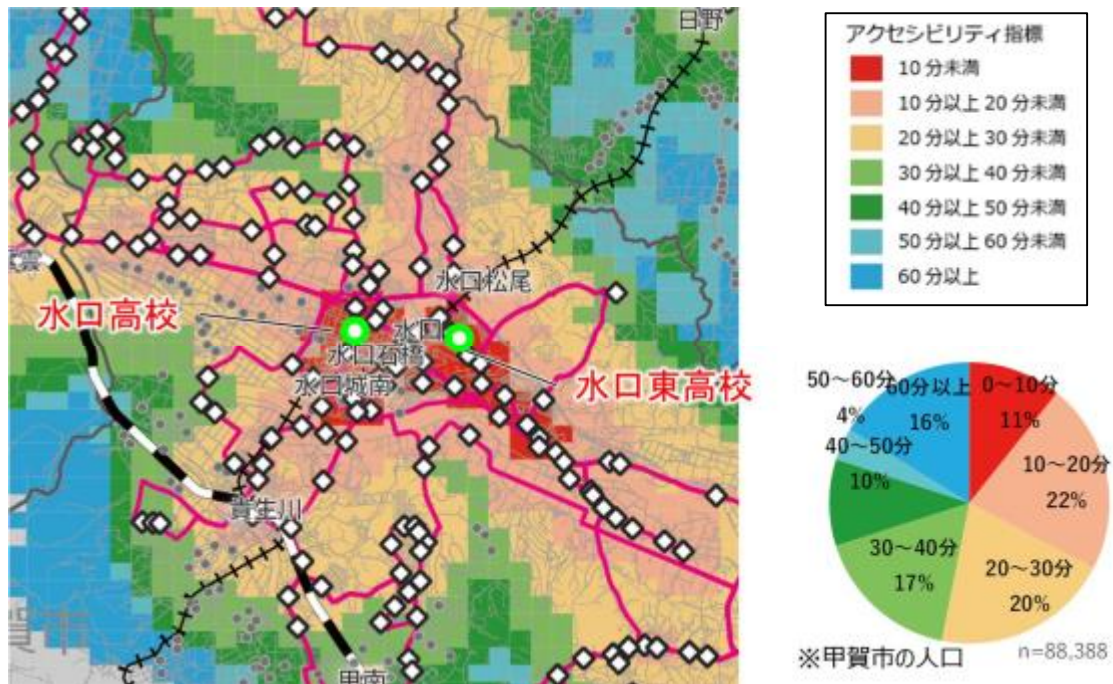 日野
水口松尾
水口高校
水口
水口石橋
水口城南
水口東高校
貴生川
甲南
アクセシビリティ指標
10分未満
10分以上20分未満
20分以上30分未満
30分以上40分未満
40分以上50分未満
50分以上60分未満
60分以上
50~60分
4%
60分以上
16%
0~10分
11%
40~50分
10%
10~20分
22%
30~40分
17%
20~30分
20%
※甲賀市の人口
n=88,388